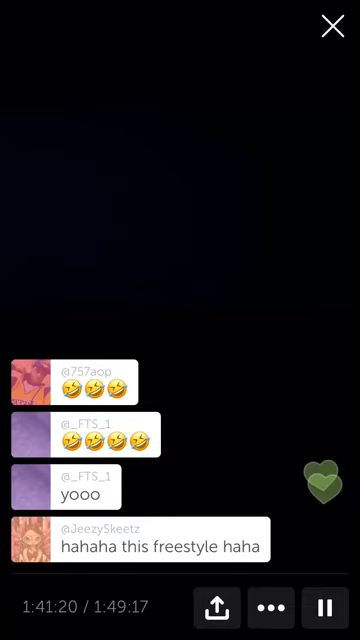 @757aop
🤣🤣🤣
@_FTS_1
🤣🤣🤣🤣
@_FTS_1
yooo
@JeezySkeetz
hahaha this freestyle haha
1:41:20 / 1:49:17